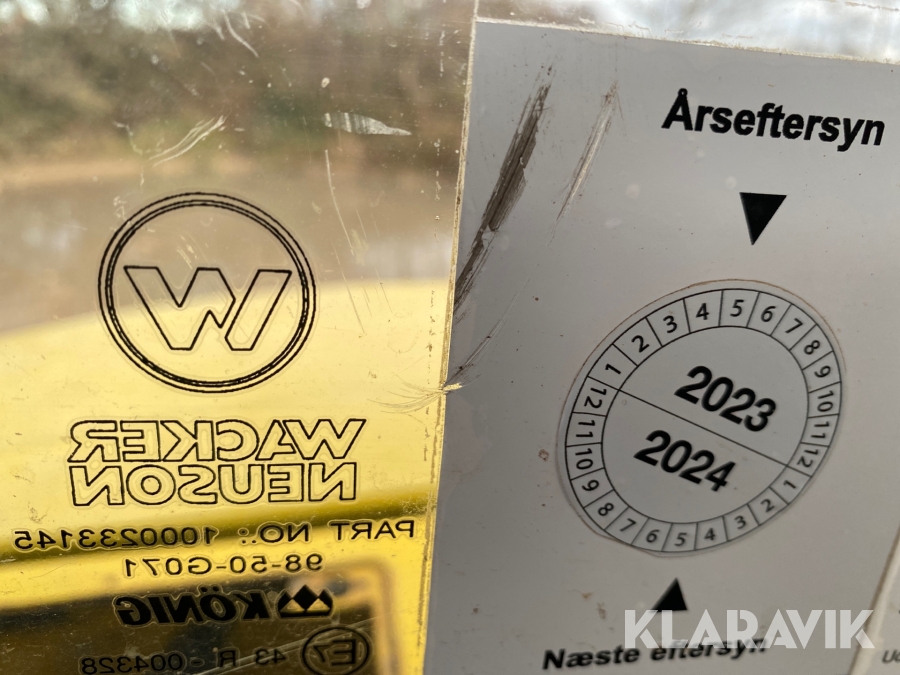 WACKER
NEUSON
PART NO.: 1000233145
98-50-G071
KÖNIG
E7 43 R - 004328
Årseftersyn
1 2 3 4 5 6 7 8 9 10 11 12
2023
2024
1 2 3 4 5 6 7 8 9 10 11 12
Næste eftersyn
KLARAVIK